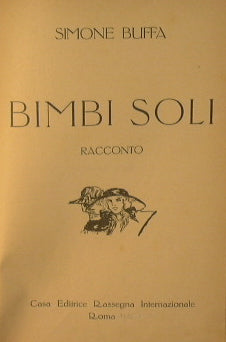 SIMONE BUFFA
BIMBI SOLI
RACCONTO
Casa Editrice Rassegna Internazionale
Roma